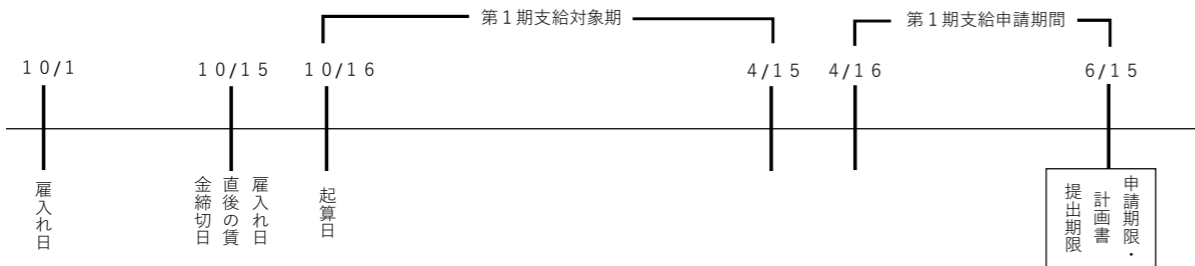 第１期支給対象期
第１期支給申請期間
１０/１
１０/１５
１０/１６
４/１５
４/１６
６/１５
雇入れ日
雇入れ日
直後の賃
金締切日
起算日
申請期限・
計画書
提出期限